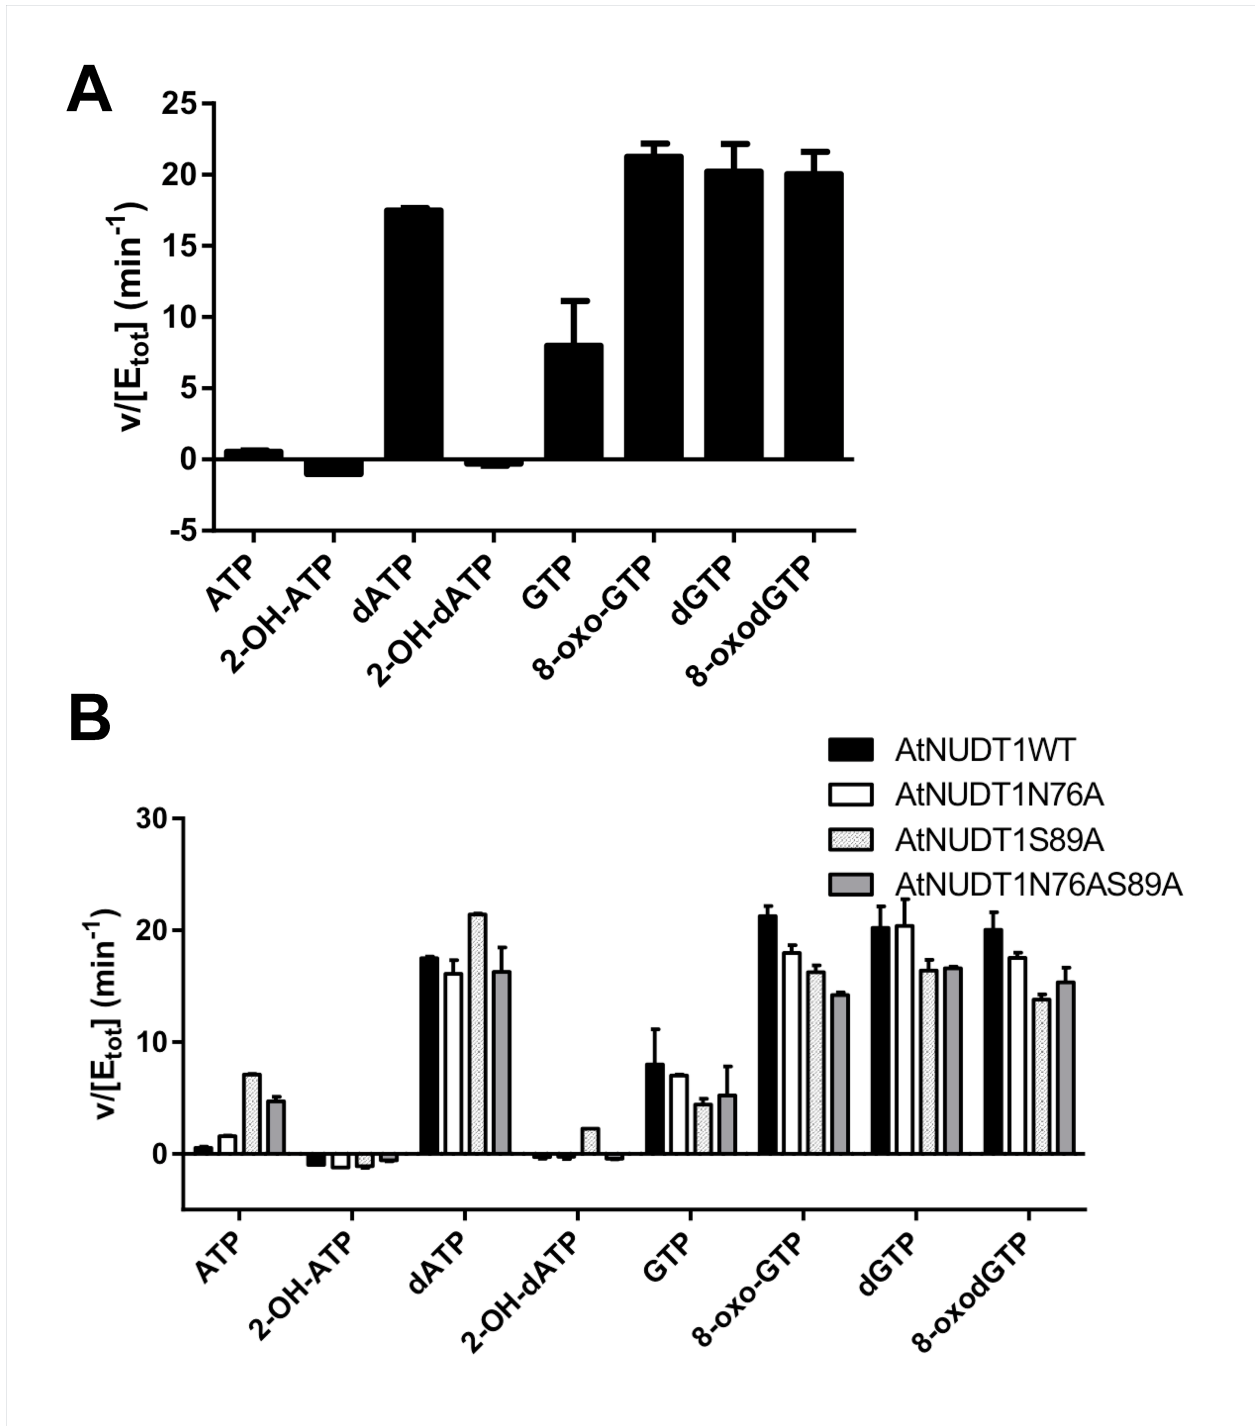 A
25
20
15
10
5
0
-5
v/[Etot] (min-1)
ATP
2-OH-ATP
dATP
2-OH-dATP
GTP
8-oxo-GTP
dGTP
8-oxodGTP
B
AtNUDT1WT
AtNUDT1N76A
AtNUDT1S89A
AtNUDT1N76AS89A
30
20
10
0
v/[Etot] (min-1)
ATP
2-OH-ATP
dATP
2-OH-dATP
GTP
8-oxo-GTP
dGTP
8-oxodGTP